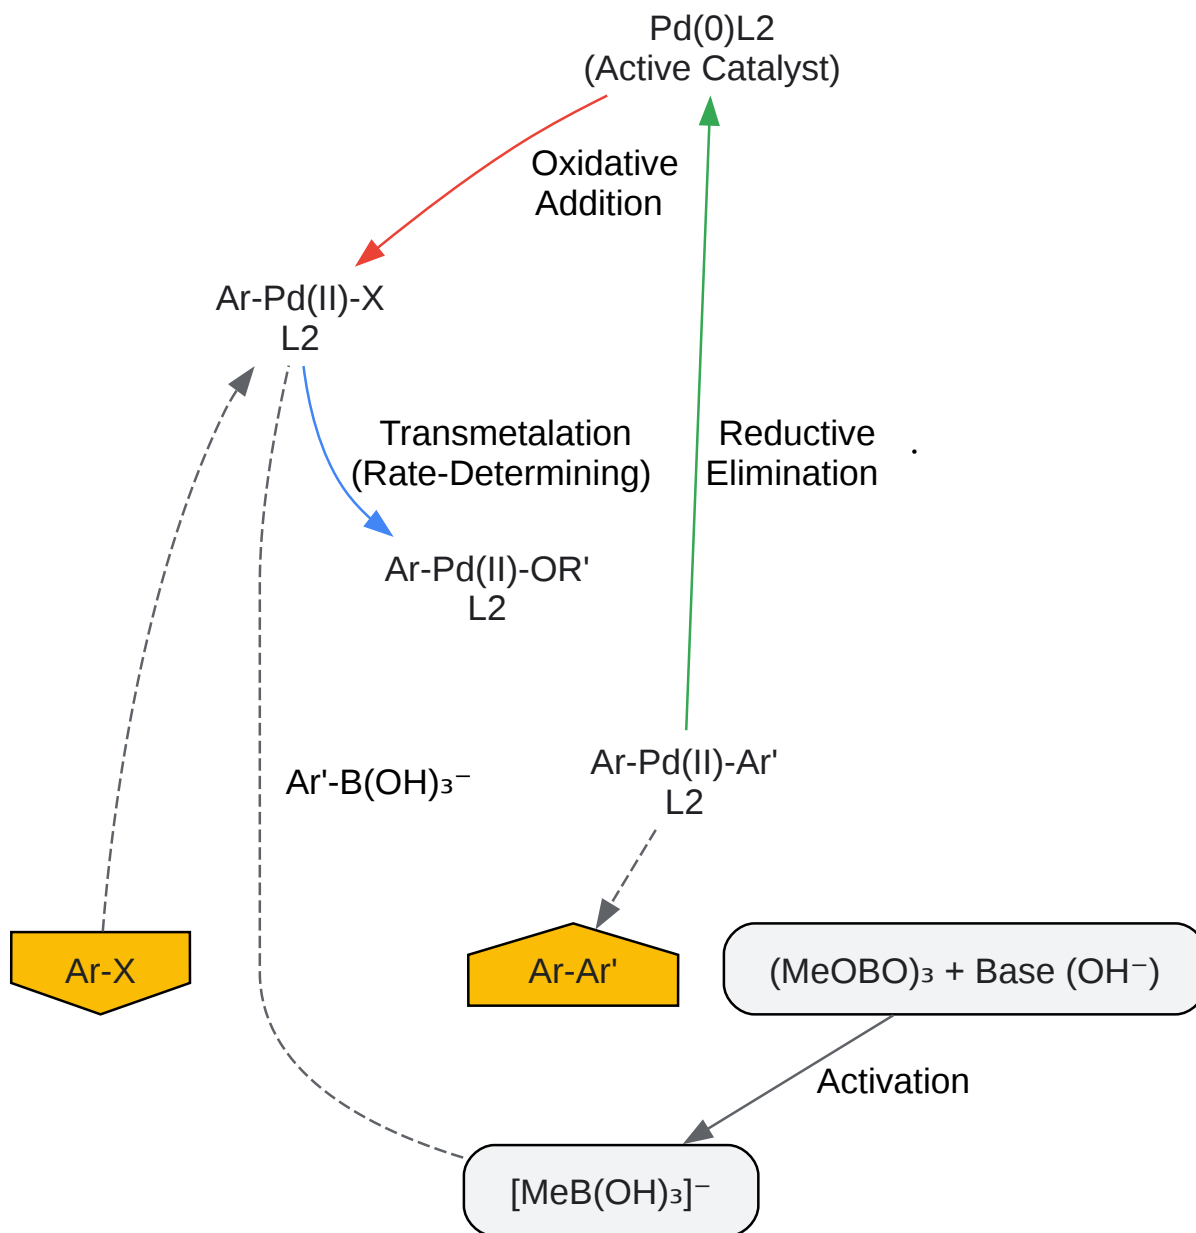 Pd(0)L2
(Active Catalyst)
Oxidative
Addition
Ar-Pd(II)-X
L2
Transmetalation
(Rate-Determining)
Reductive
Elimination
.
Ar-Pd(II)-OR'
L2
Ar'-B(OH)₃⁻
Ar-Pd(II)-Ar'
L2
Ar-X
Ar-Ar'
(MeOBO)₃ + Base (OH⁻)
Activation
[MeB(OH)₃]⁻